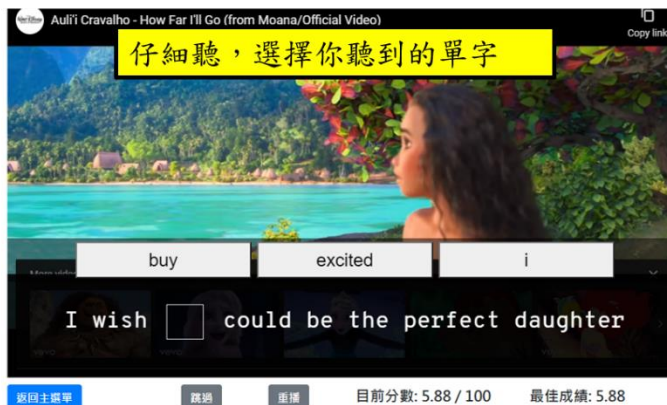 Auli'i Cravalho - How Far I'll Go (from Moana/Official Video)
Copy link
仔細聽，選擇你聽到的單字
buy excited i
I wish could be the perfect daughter
返回主選單 跳過 重播 目前分數: 5.88 / 100 最佳成績: 5.88